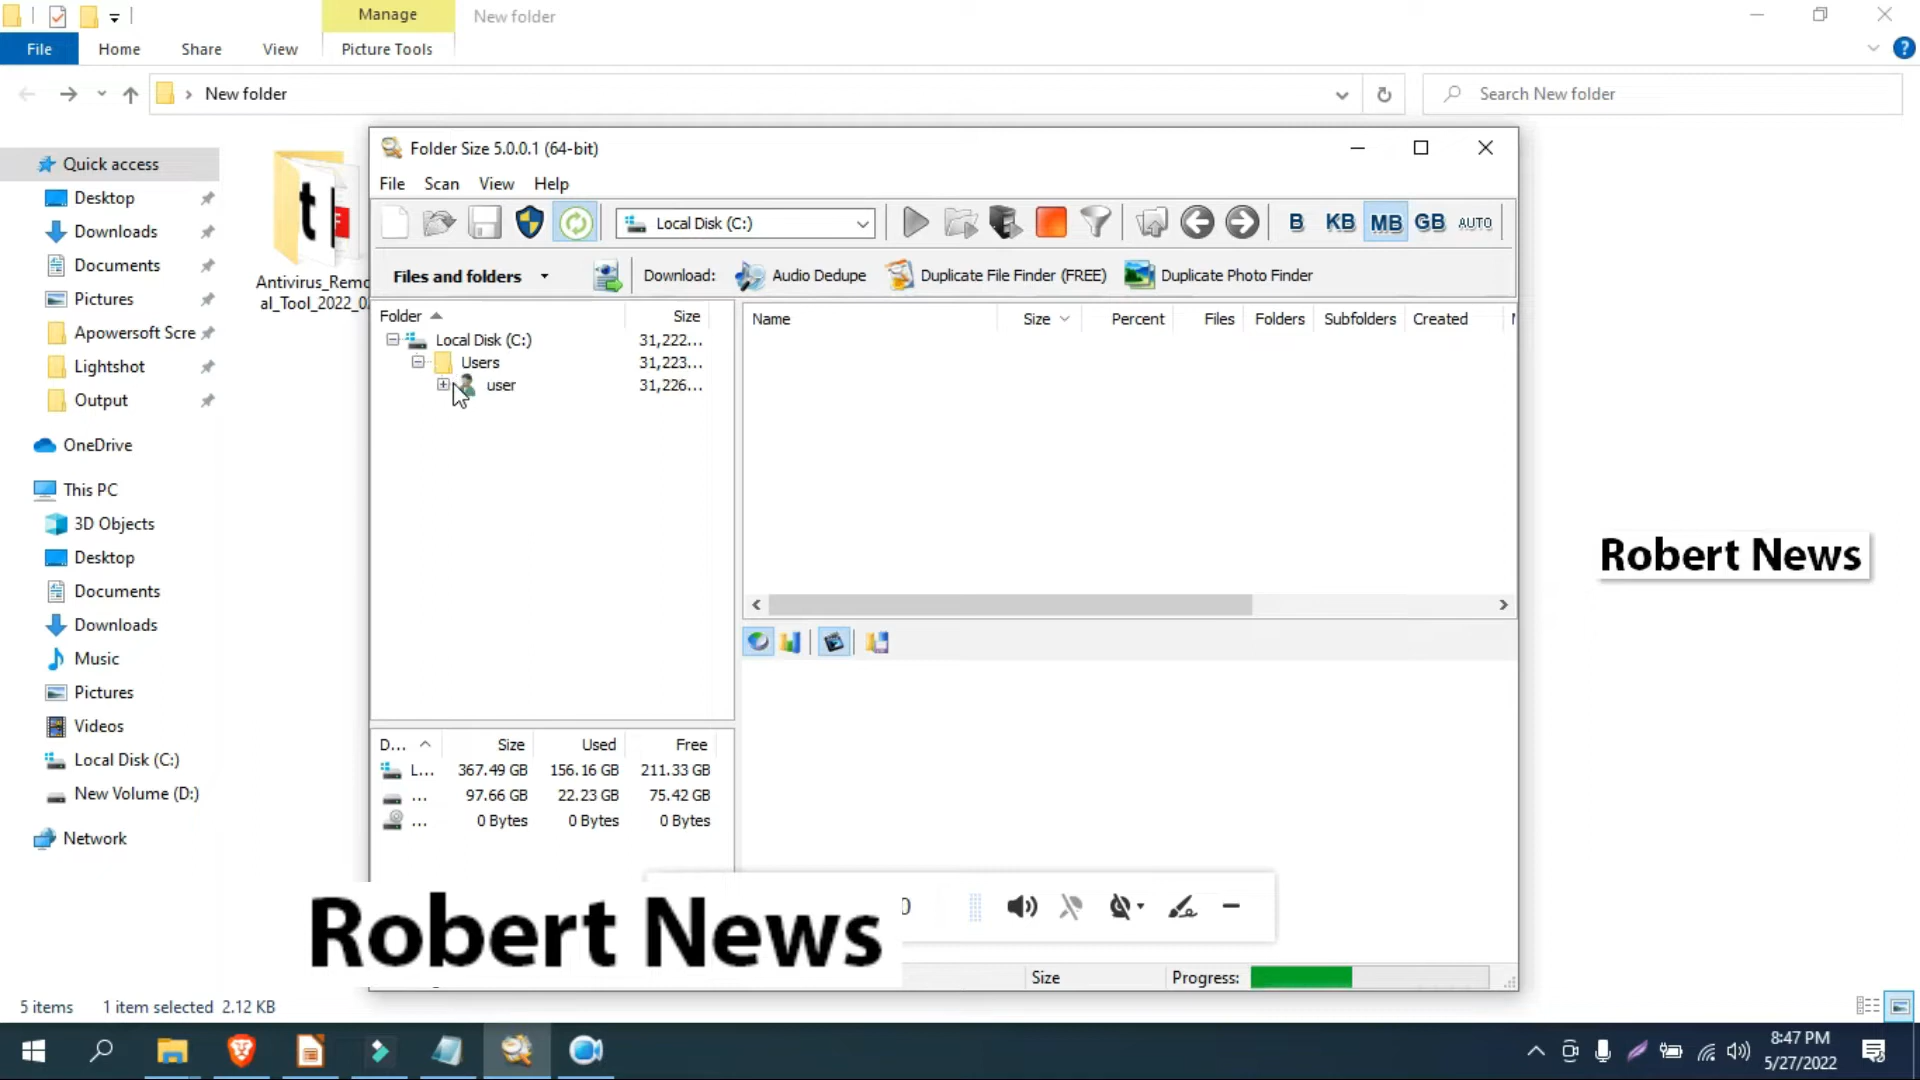 Manage
New folder
File
Home
Share
View
Picture Tools
New folder
Search New folder
Quick access
Desktop
Downloads
Documents
Pictures
Apowersoft Scre
Lightshot
Output
OneDrive
This PC
3D Objects
Desktop
Documents
Downloads
Music
Pictures
Videos
Local Disk (C:)
New Volume (D:)
Network
Antivirus_Remo
al_Tool_2022_0
Folder Size 5.0.0.1 (64-bit)
File Scan View Help
Local Disk (C:)
B KB MB GB AUTO
Files and folders
Download:
Audio Dedupe
Duplicate File Finder (FREE)
Duplicate Photo Finder
Folder Size
Local Disk (C:) 31,222...
Users 31,223...
user 31,226...
Name Size Percent Files Folders Subfolders Created
D... Size Used Free
L... 367.49 GB 156.16 GB 211.33 GB
... 97.66 GB 22.23 GB 75.42 GB
... 0 Bytes 0 Bytes 0 Bytes
Robert News
Robert News
Size
Progress:
5 items
1 item selected 2.12 KB
8:47 PM
5/27/2022